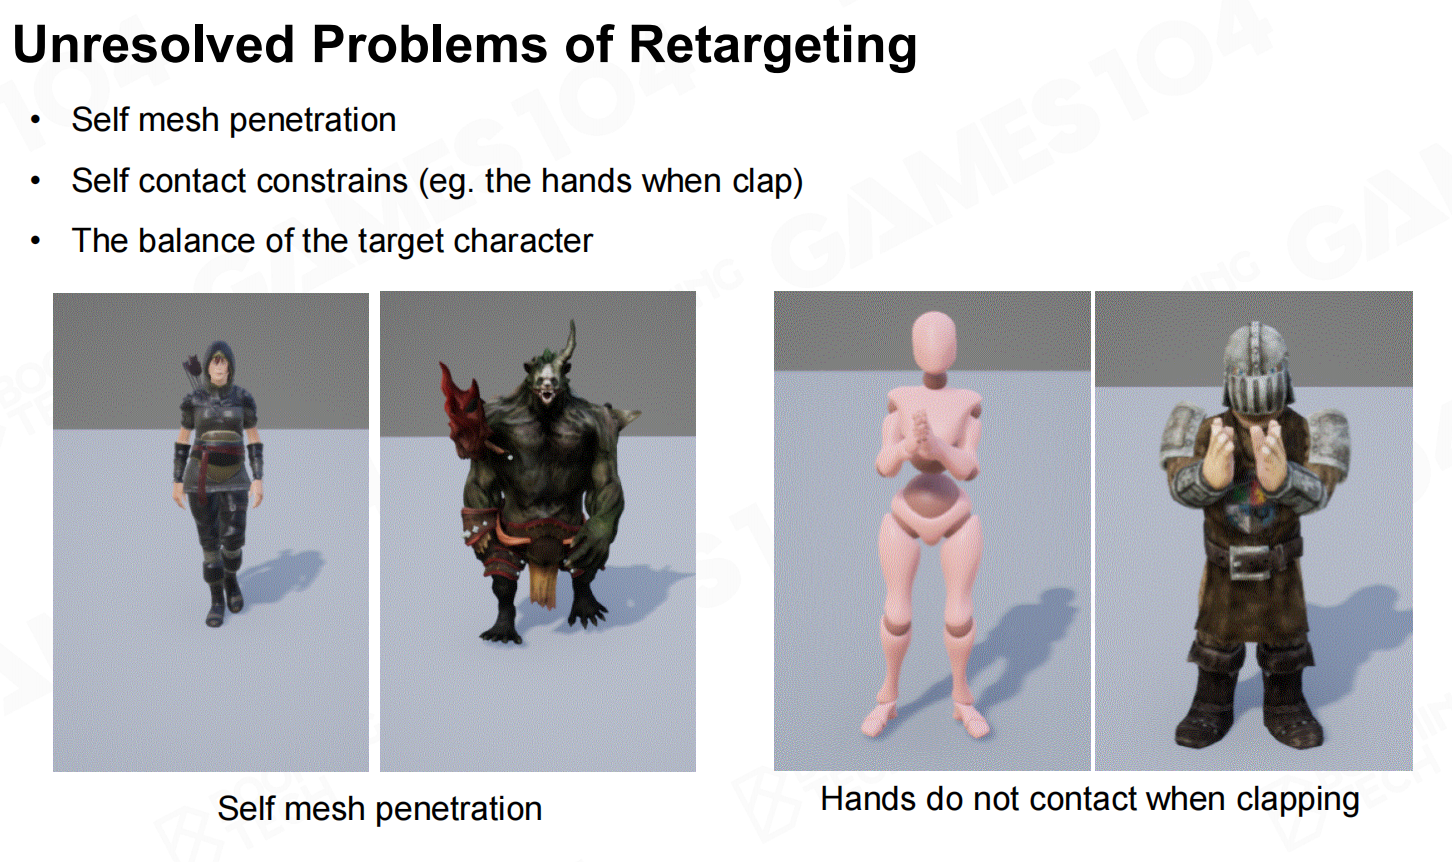 Unresolved Problems of Retargeting
• Self mesh penetration
• Self contact constrains (eg. the hands when clap)
• The balance of the target character
Self mesh penetration
Hands do not contact when clapping
GAMES104
GAMES104